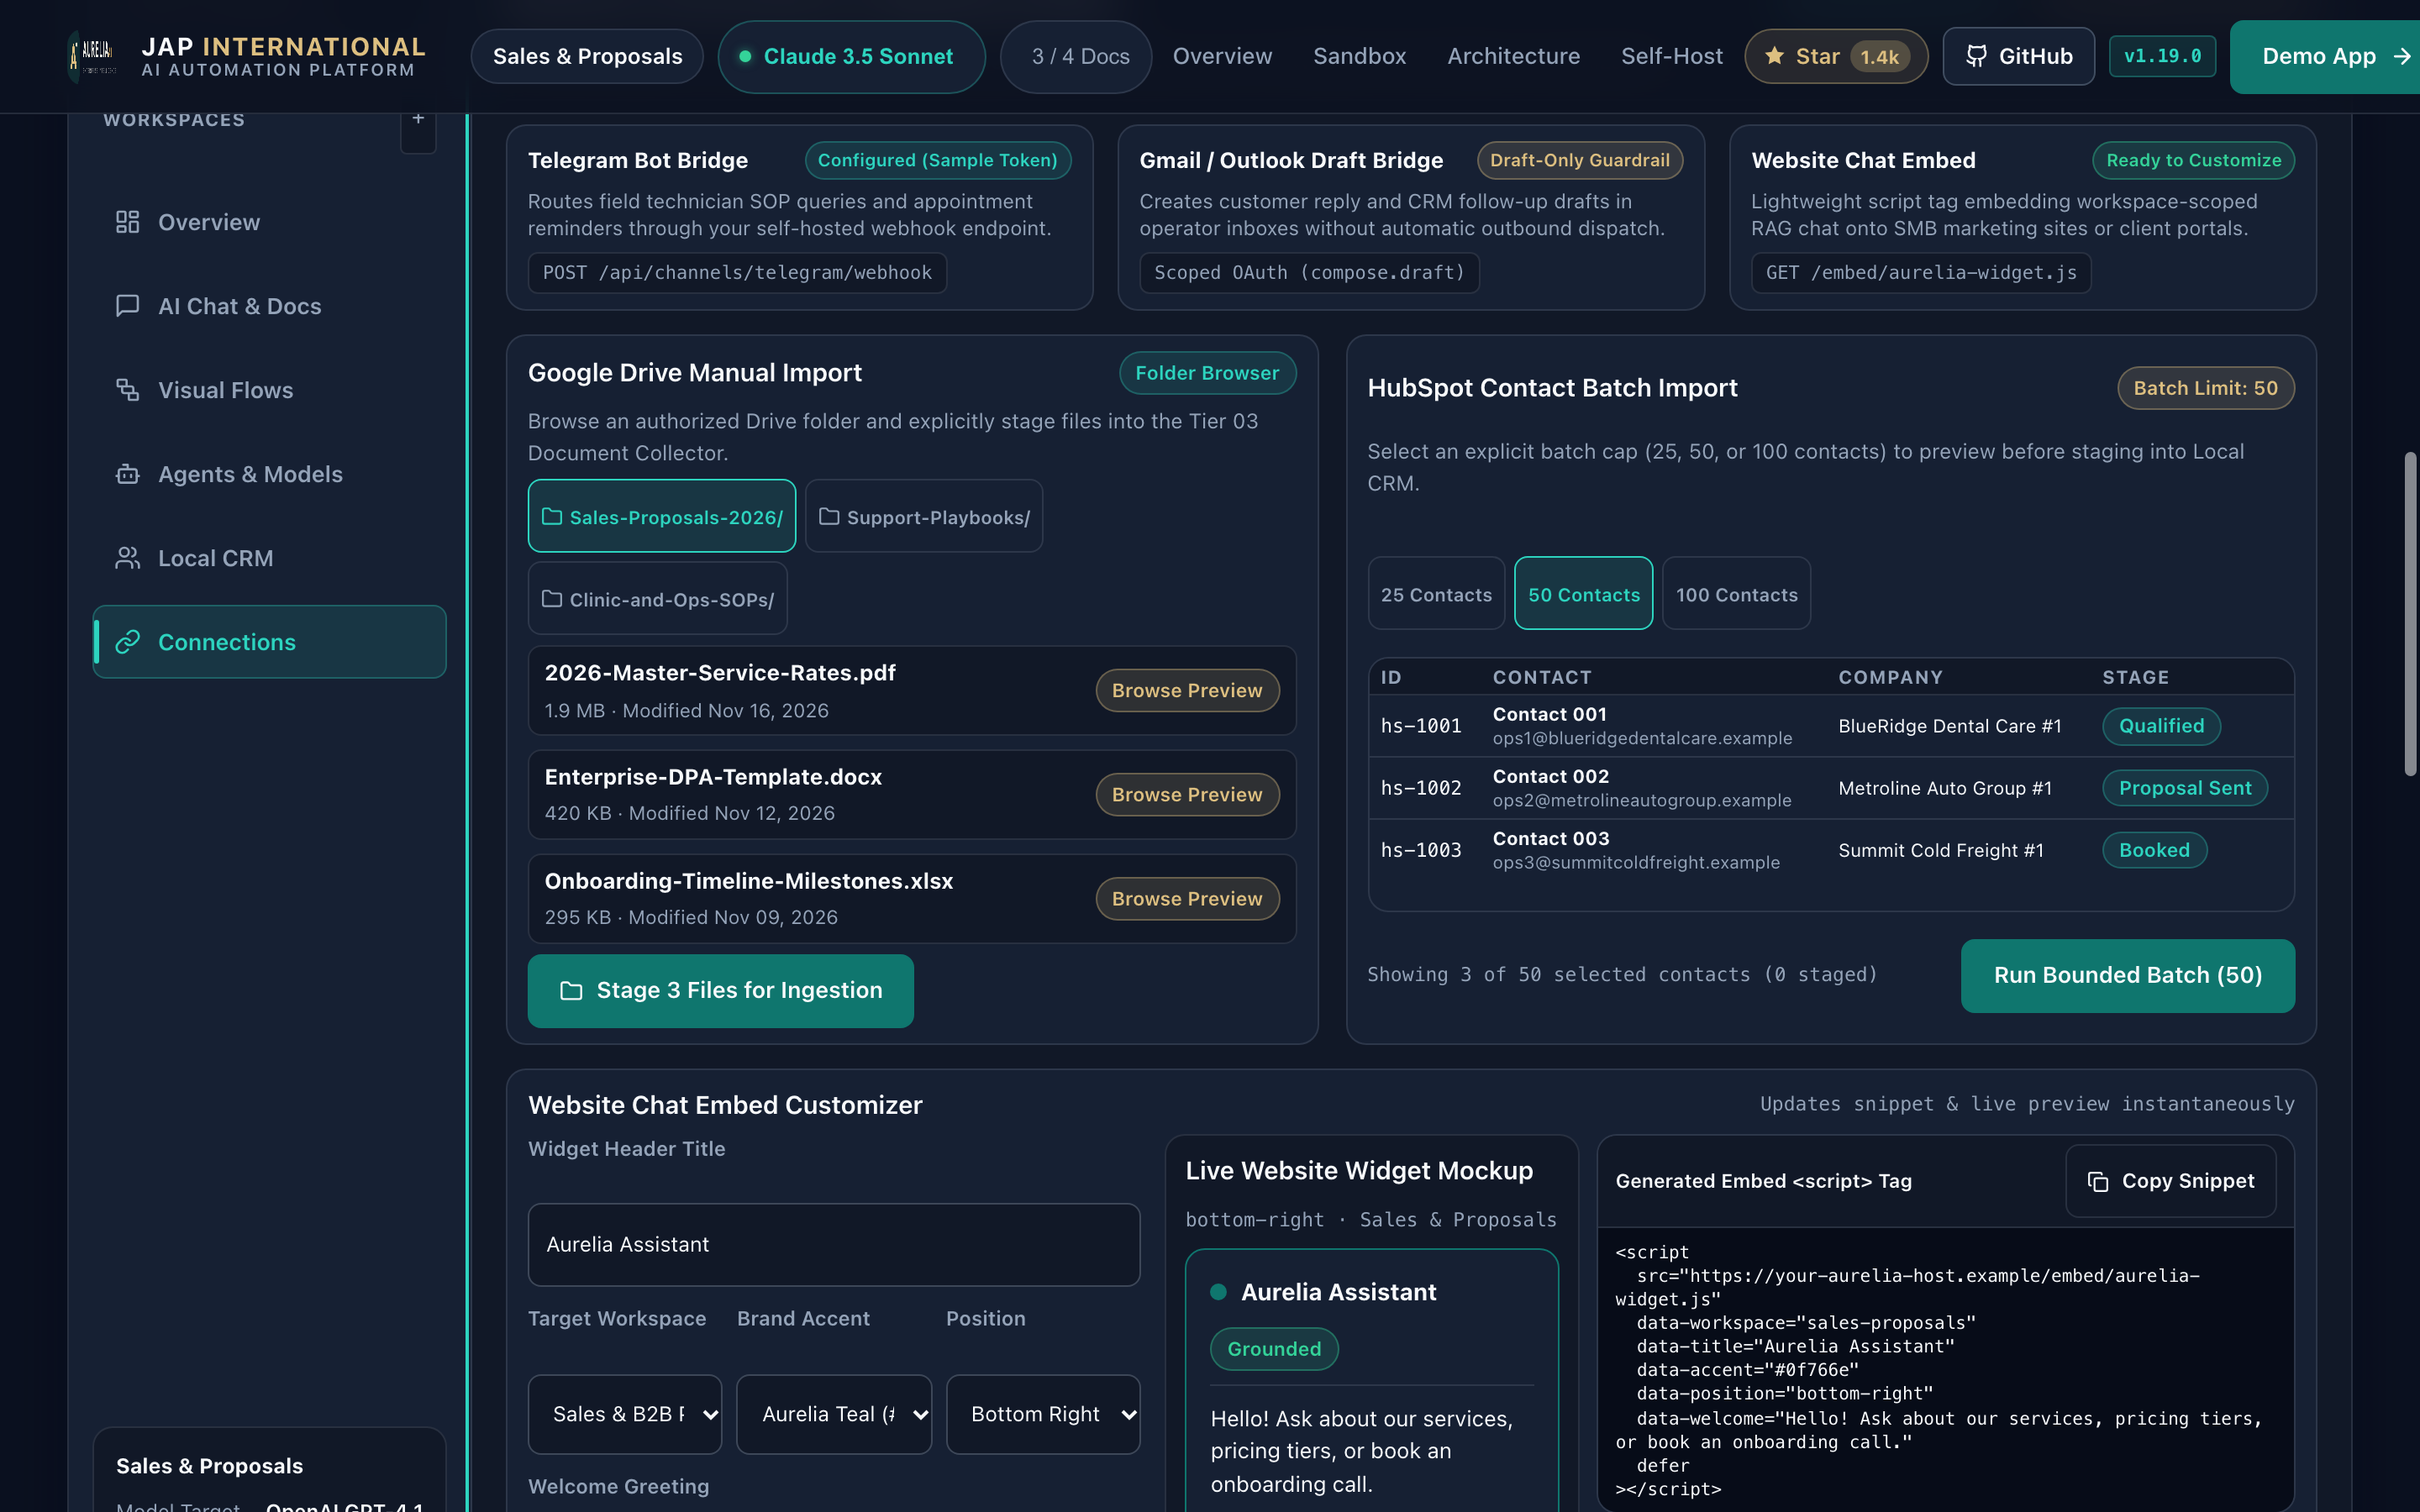 JAP INTERNATIONAL
AI AUTOMATION PLATFORM
Sales & Proposals
Claude 3.5 Sonnet
3 / 4 Docs
Overview
Sandbox
Architecture
Self-Host
Star 1.4k
GitHub
v1.19.0
Demo App →
WORKSPACES
+
Overview
AI Chat & Docs
Visual Flows
Agents & Models
Local CRM
Connections
Sales & Proposals
Model Target OpenAI GPT-4.1
Telegram Bot Bridge
Configured (Sample Token)
Routes field technician SOP queries and appointment
reminders through your self-hosted webhook endpoint.
POST /api/channels/telegram/webhook
Gmail / Outlook Draft Bridge
Draft-Only Guardrail
Creates customer reply and CRM follow-up drafts in
operator inboxes without automatic outbound dispatch.
Scoped OAuth (compose.draft)
Website Chat Embed
Ready to Customize
Lightweight script tag embedding workspace-scoped
RAG chat onto SMB marketing sites or client portals.
GET /embed/aurelia-widget.js
Google Drive Manual Import
Folder Browser
Browse an authorized Drive folder and explicitly stage files into the Tier 03
Document Collector.
Sales-Proposals-2026/
Support-Playbooks/
Clinic-and-Ops-SOPs/
2026-Master-Service-Rates.pdf
1.9 MB · Modified Nov 16, 2026
Browse Preview
Enterprise-DPA-Template.docx
420 KB · Modified Nov 12, 2026
Browse Preview
Onboarding-Timeline-Milestones.xlsx
295 KB · Modified Nov 09, 2026
Browse Preview
Stage 3 Files for Ingestion
HubSpot Contact Batch Import
Batch Limit: 50
Select an explicit batch cap (25, 50, or 100 contacts) to preview before staging into Local
CRM.
25 Contacts
50 Contacts
100 Contacts
ID CONTACT COMPANY STAGE
hs-1001 Contact 001 BlueRidge Dental Care #1 Qualified
ops1@blueridgedentalcare.example
hs-1002 Contact 002 Metroline Auto Group #1 Proposal Sent
ops2@metrolineautogroup.example
hs-1003 Contact 003 Summit Cold Freight #1 Booked
ops3@summitcoldfreight.example
Showing 3 of 50 selected contacts (0 staged)
Run Bounded Batch (50)
Website Chat Embed Customizer
Updates snippet & live preview instantaneously
Widget Header Title
Aurelia Assistant
Target Workspace
Brand Accent
Position
Sales & B2B
Aurelia Teal (
Bottom Right
Welcome Greeting
Live Website Widget Mockup
bottom-right · Sales & Proposals
Aurelia Assistant
Grounded
Hello! Ask about our services,
pricing tiers, or book an
onboarding call.
Generated Embed <script> Tag
Copy Snippet
<script
src="https://your-aurelia-host.example/embed/aurelia-
widget.js"
data-workspace="sales-proposals"
data-title="Aurelia Assistant"
data-accent="#0f766e"
data-position="bottom-right"
data-welcome="Hello! Ask about our services, pricing tiers,
or book an onboarding call."
defer
></script>